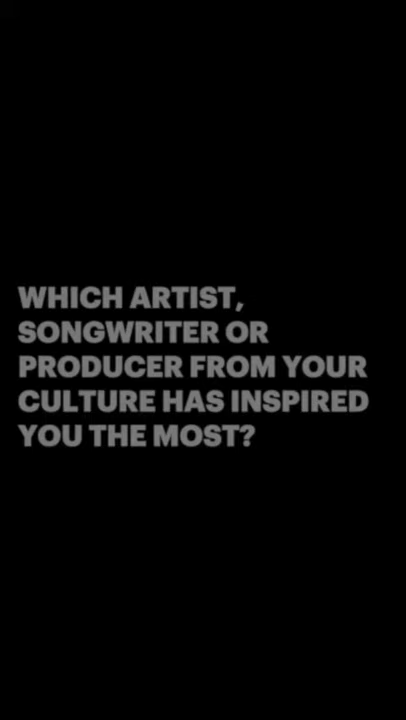 WHICH ARTIST,
SONGWRITER OR
PRODUCER FROM YOUR
CULTURE HAS INSPIRED
YOU THE MOST?